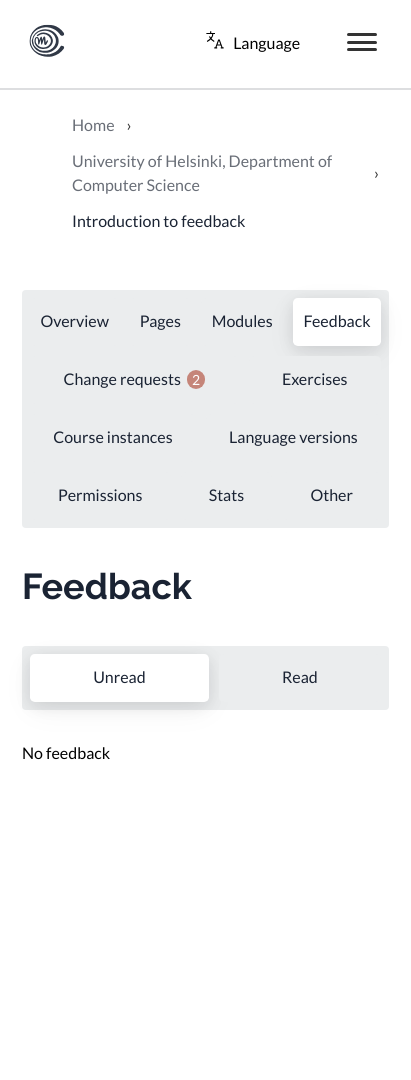 Language
Home ›
University of Helsinki, Department of
Computer Science ›
Introduction to feedback
Overview Pages Modules Feedback
Change requests 2 Exercises
Course instances Language versions
Permissions Stats Other
Feedback
Unread Read
No feedback